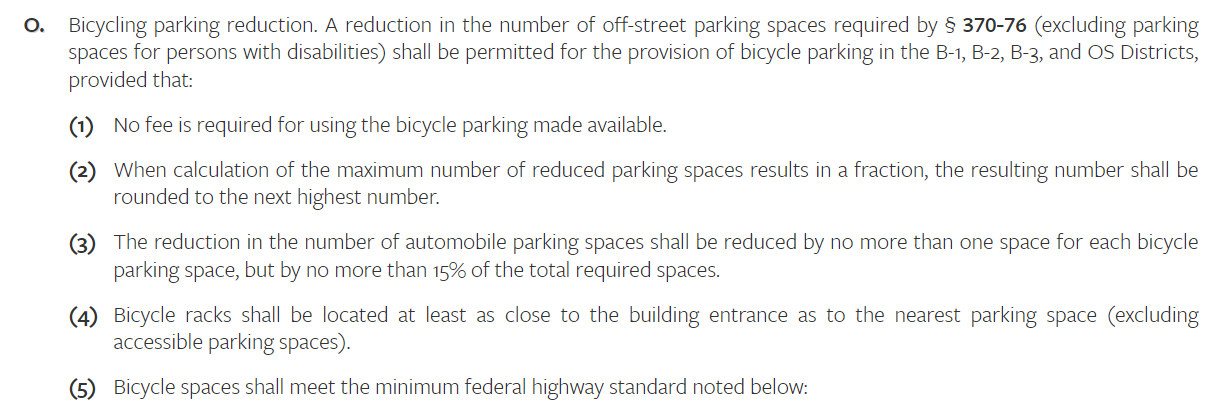 O. Bicycling parking reduction. A reduction in the number of off-street parking spaces required by § 370-76 (excluding parking
spaces for persons with disabilities) shall be permitted for the provision of bicycle parking in the B-1, B-2, B-3, and OS Districts,
provided that:
(1) No fee is required for using the bicycle parking made available.
(2) When calculation of the maximum number of reduced parking spaces results in a fraction, the resulting number shall be
rounded to the next highest number.
(3) The reduction in the number of automobile parking spaces shall be reduced by no more than one space for each bicycle
parking space, but by no more than 15% of the total required spaces.
(4) Bicycle racks shall be located at least as close to the building entrance as to the nearest parking space (excluding
accessible parking spaces).
(5) Bicycle spaces shall meet the minimum federal highway standard noted below: